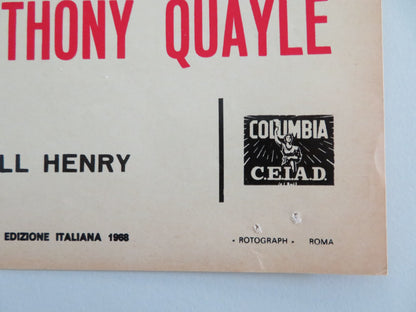 THONY QUAYLE
LL HENRY
COLUMBIA
C.E.I.A.D.
EDIZIONE ITALIANA 1968
• ROTOGRAPH • ROMA